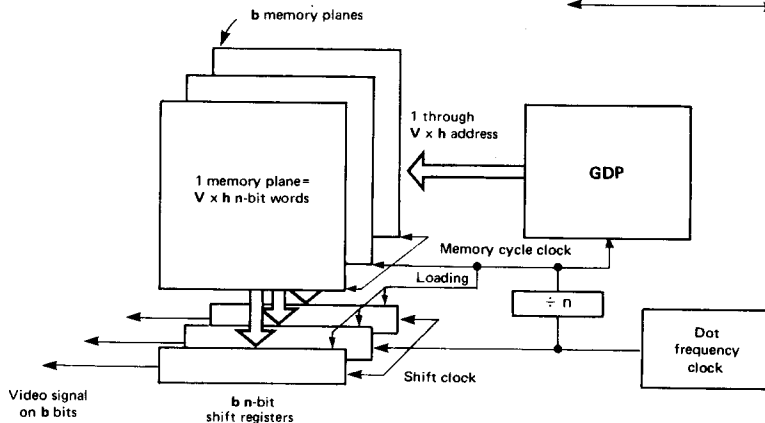 b memory planes
1 through
V x h address
GDP
1 memory plane=
V x h n-bit words
Memory cycle clock
Loading
÷ n
Dot
frequency
clock
Shift clock
Video signal
on b bits
b n-bit
shift registers